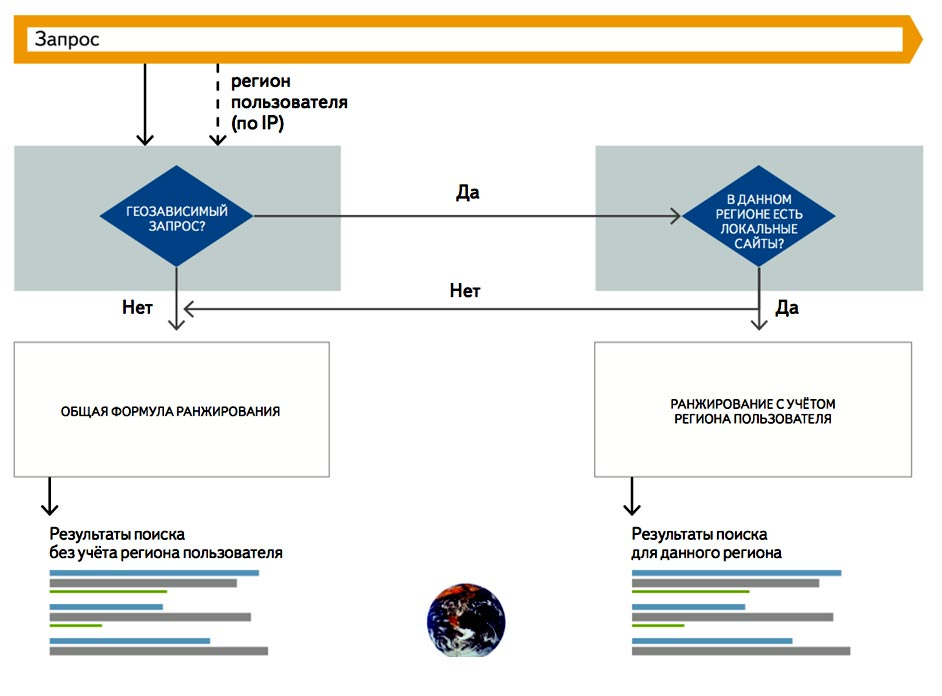 Запрос
регион
пользователя
(по IP)
ГЕОЗАВИСИМЫЙ
ЗАПРОС?
Да
В ДАННОМ
РЕГИОНЕ ЕСТЬ
ЛОКАЛЬНЫЕ
САЙТЫ?
Нет
Нет
Да
ОБЩАЯ ФОРМУЛА РАНЖИРОВАНИЯ
РАНЖИРОВАНИЕ С УЧЁТОМ
РЕГИОНА ПОЛЬЗОВАТЕЛЯ
Результаты поиска
без учёта региона пользователя
Результаты поиска
для данного региона